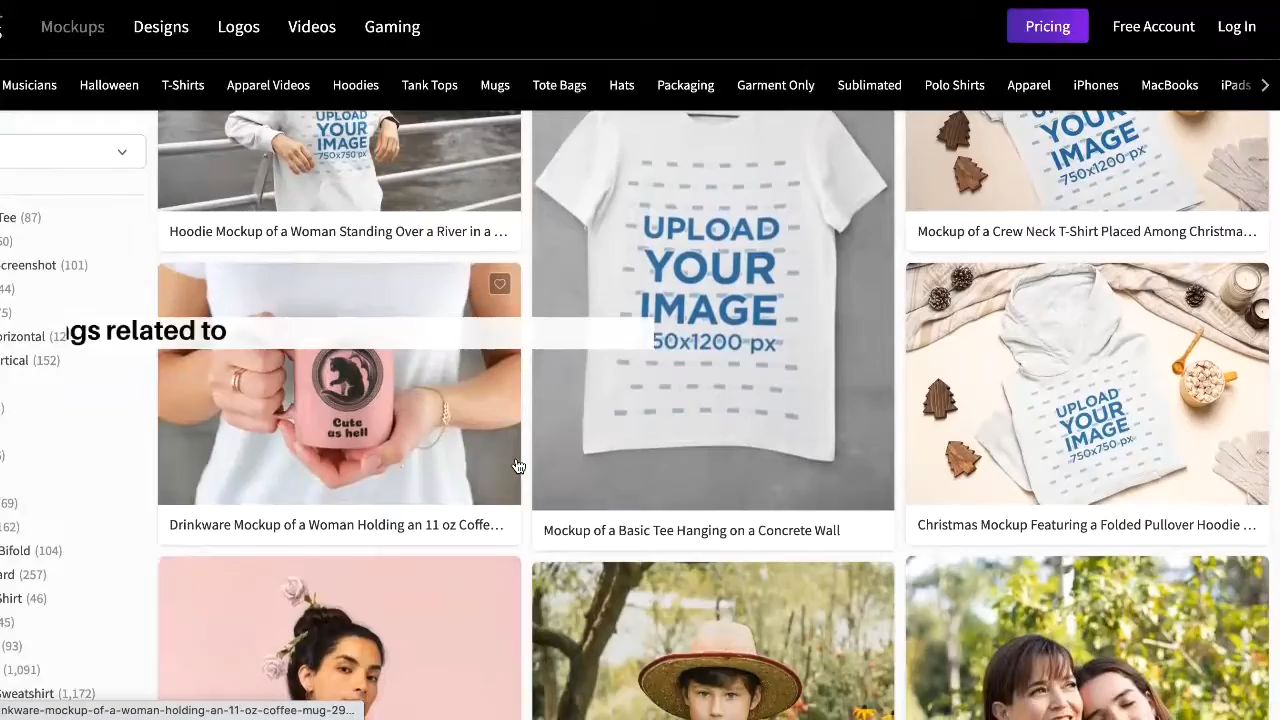 Mockups Designs Logos Videos Gaming Pricing Free Account Log In
Musicians Halloween T-Shirts Apparel Videos Hoodies Tank Tops Mugs Tote Bags Hats Packaging Garment Only Sublimated Polo Shirts Apparel iPhones MacBooks iPads
UPLOAD
YOUR
IMAGE
750x750 px
Hoodie Mockup of a Woman Standing Over a River in a ...
Cute
as hell
Drinkware Mockup of a Woman Holding an 11 oz Coffe...
UPLOAD
YOUR
IMAGE
50x1200 px
Mockup of a Basic Tee Hanging on a Concrete Wall
UPLOAD
YOUR
IMAGE
750x1200 px
Mockup of a Crew Neck T-Shirt Placed Among Christma...
UPLOAD
YOUR
IMAGE
750x750 px
Christmas Mockup Featuring a Folded Pullover Hoodie ...
gs related to
Tee (87)
creenshot (101)
orizontal (12
rtical (152)
Bifold (104)
ard (257)
Shirt (46)
(93)
(1,091)
Sweatshirt (1,172)
nkware-mockup-of-a-woman-holding-an-11-oz-coffee-mug-29...